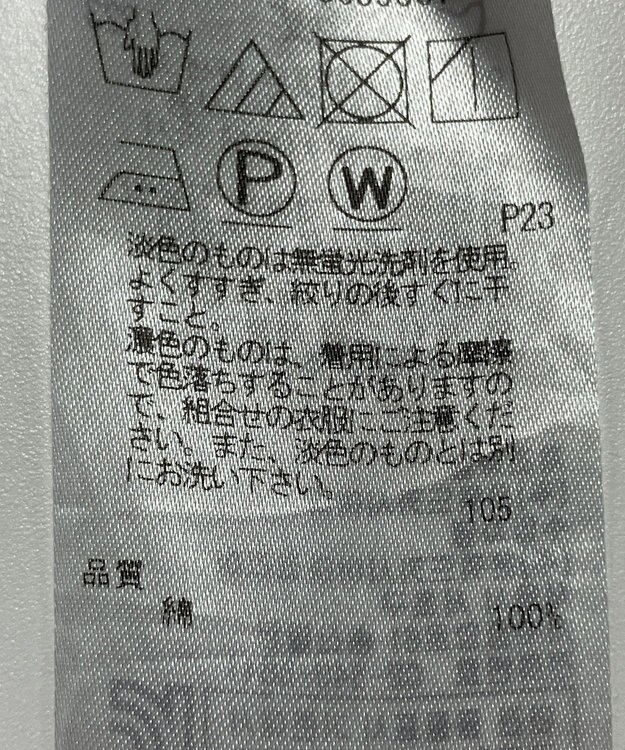 P
W
P23
淡色のものは無蛍光洗剤を使用、
よくすすぎ、絞りの後すぐに干
すこと。
濃色のものは、着用による摩擦
で色落ちすることがありますの
で、組合せの衣服にご注意くだ
さい。また、淡色のものとは別
にお洗い下さい。
105
品質
綿 100%